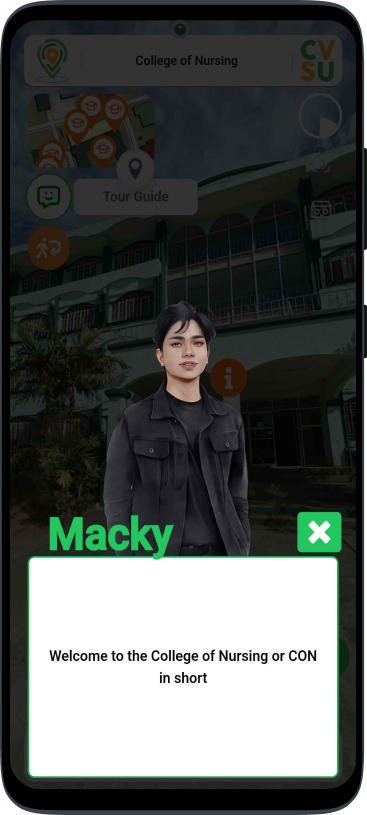 College of Nursing
CV
SU
Tour Guide
Macky
Welcome to the College of Nursing or CON
in short